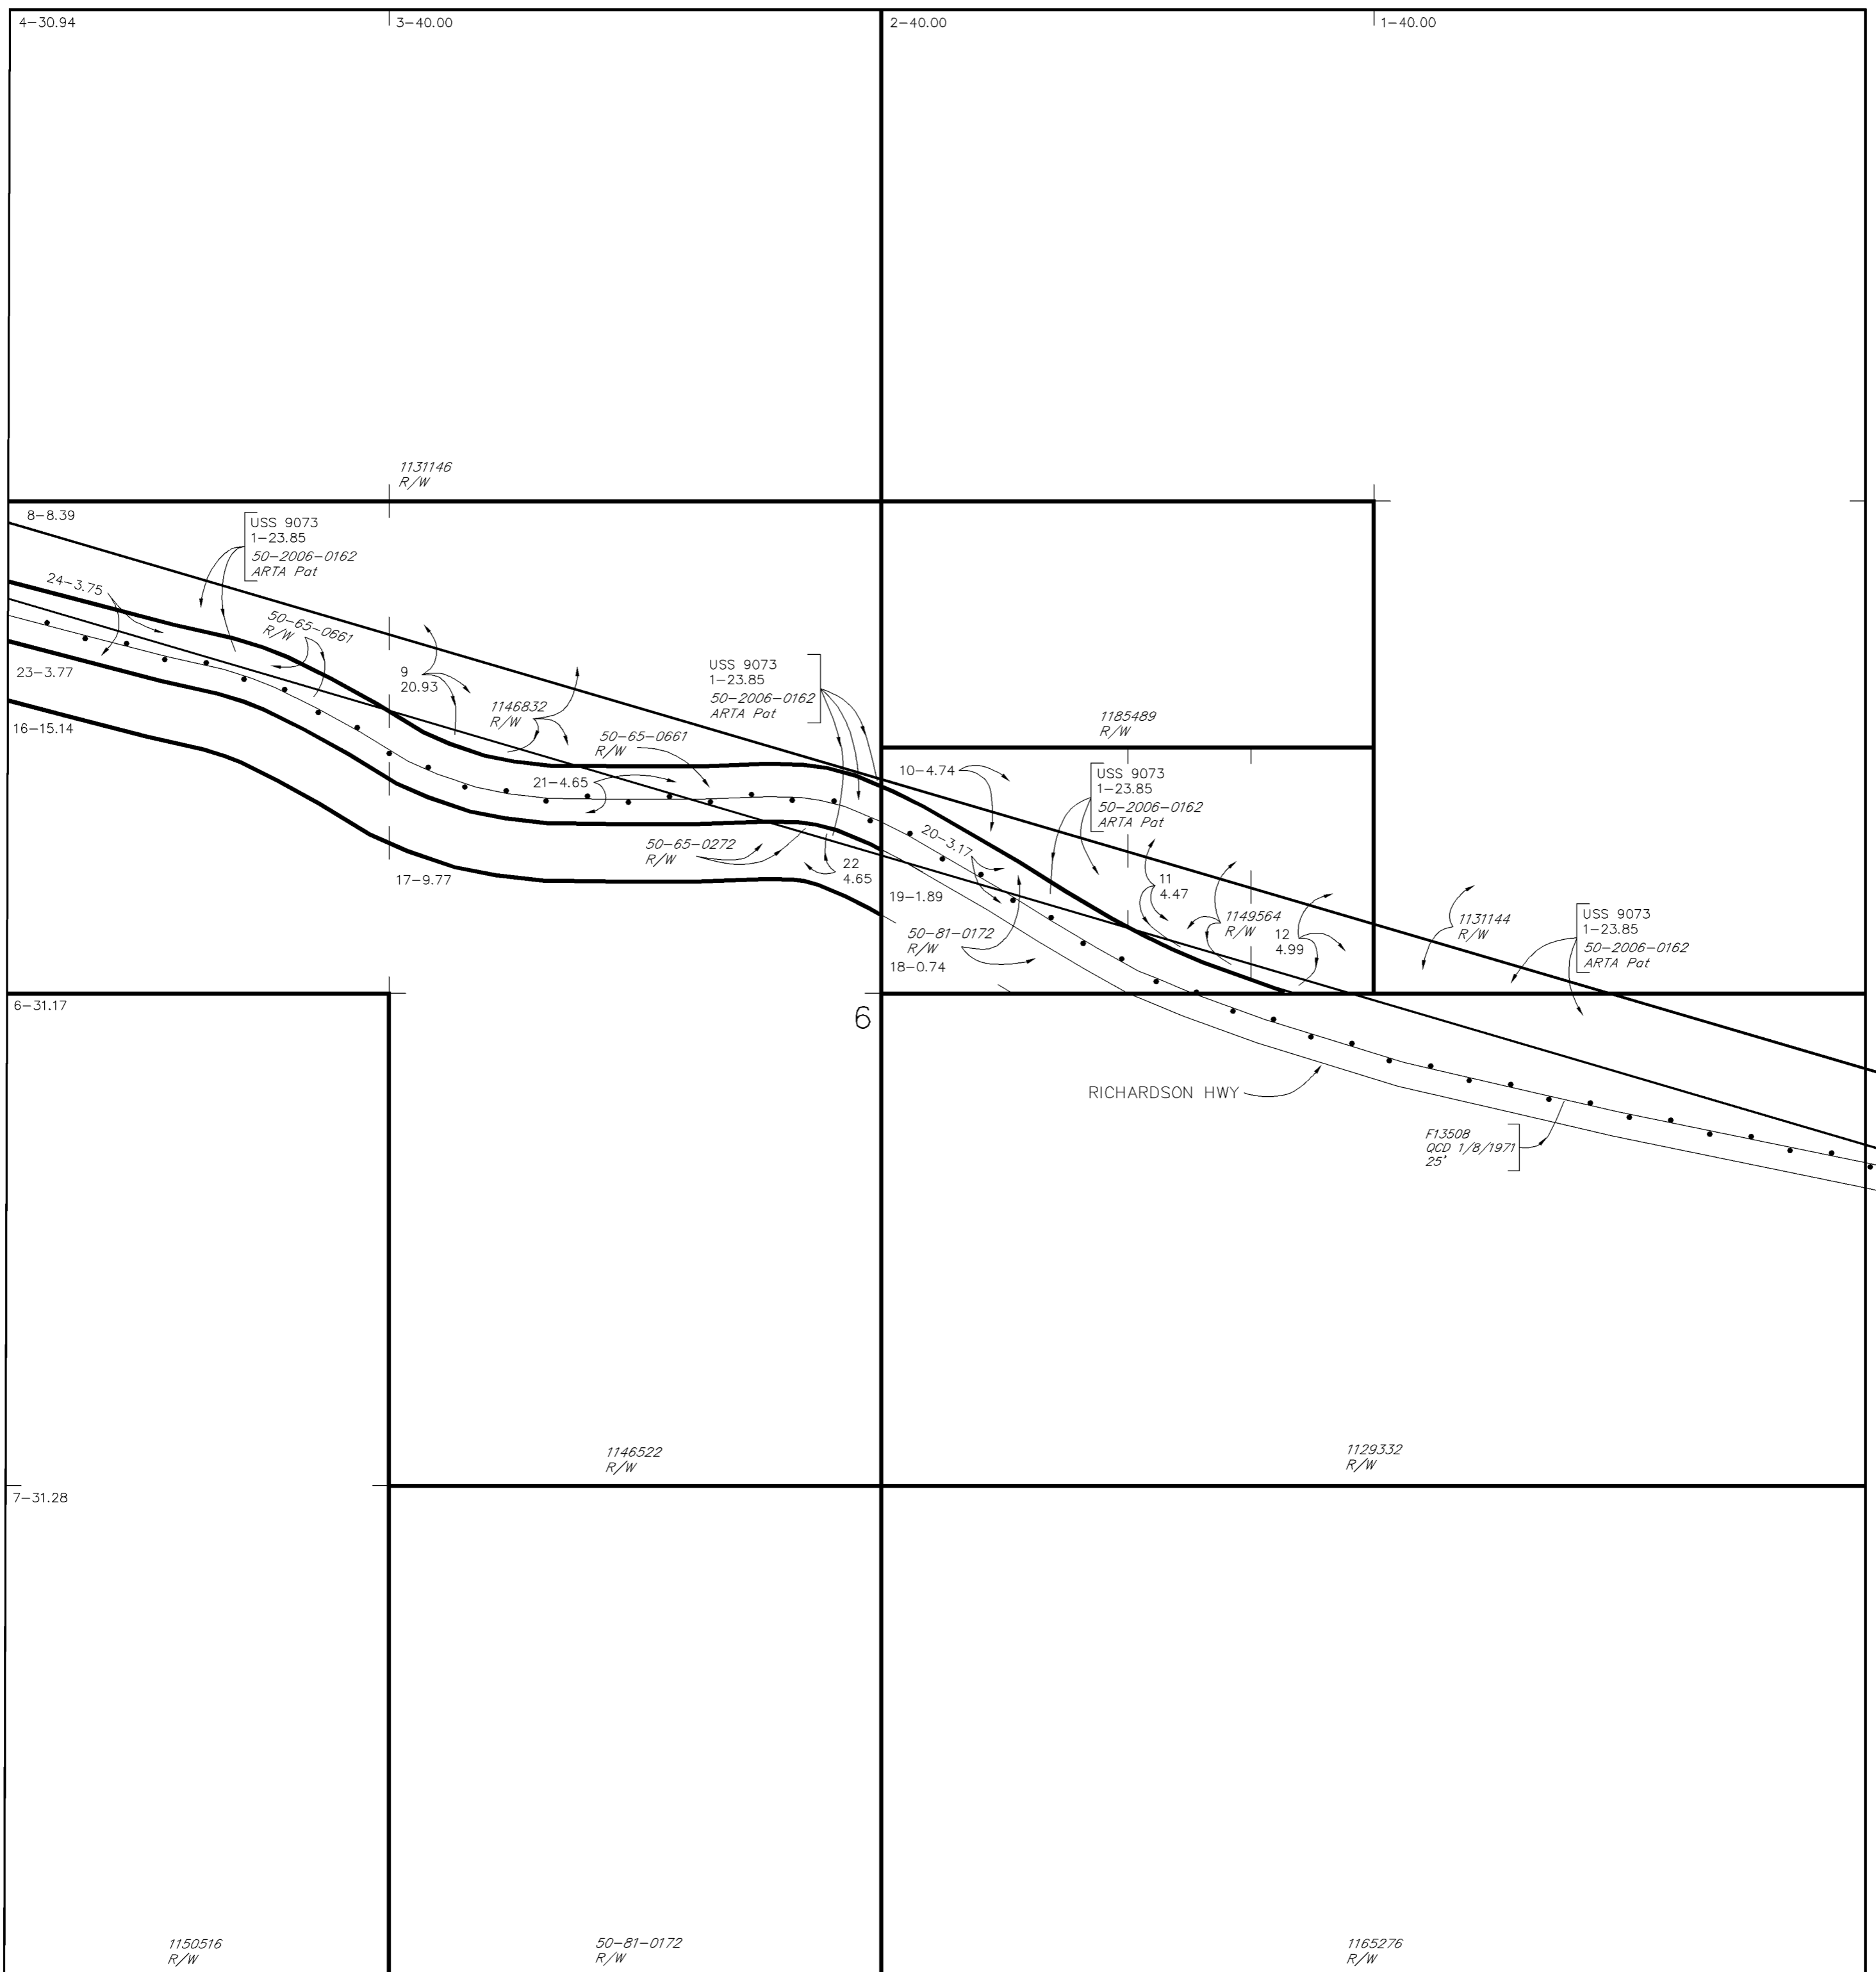 4-30.94
3-40.00
2-40.00
1-40.00
1131146
R/W
8-8.39
USS 9073
1-23.85
50-2006-0162
ARTA Pat
24-3.75
50-65-0661
R/W
23-3.77
9
20.93
16-15.14
1146832
R/W
USS 9073
1-23.85
50-2006-0162
ARTA Pat
50-65-0661
R/W
21-4.65
1185489
R/W
10-4.74
USS 9073
1-23.85
50-2006-0162
ARTA Pat
20-3.17
50-65-0272
R/W
22
4.65
17-9.77
19-1.89
11
4.47
50-81-0172
R/W
1149564
R/W
12
4.99
1131144
R/W
USS 9073
1-23.85
50-2006-0162
ARTA Pat
18-0.74
6-31.17
6
RICHARDSON HWY
F13508
QCD 1/8/1971
25'
1146522
R/W
1129332
R/W
7-31.28
1150516
R/W
50-81-0172
R/W
1165276
R/W